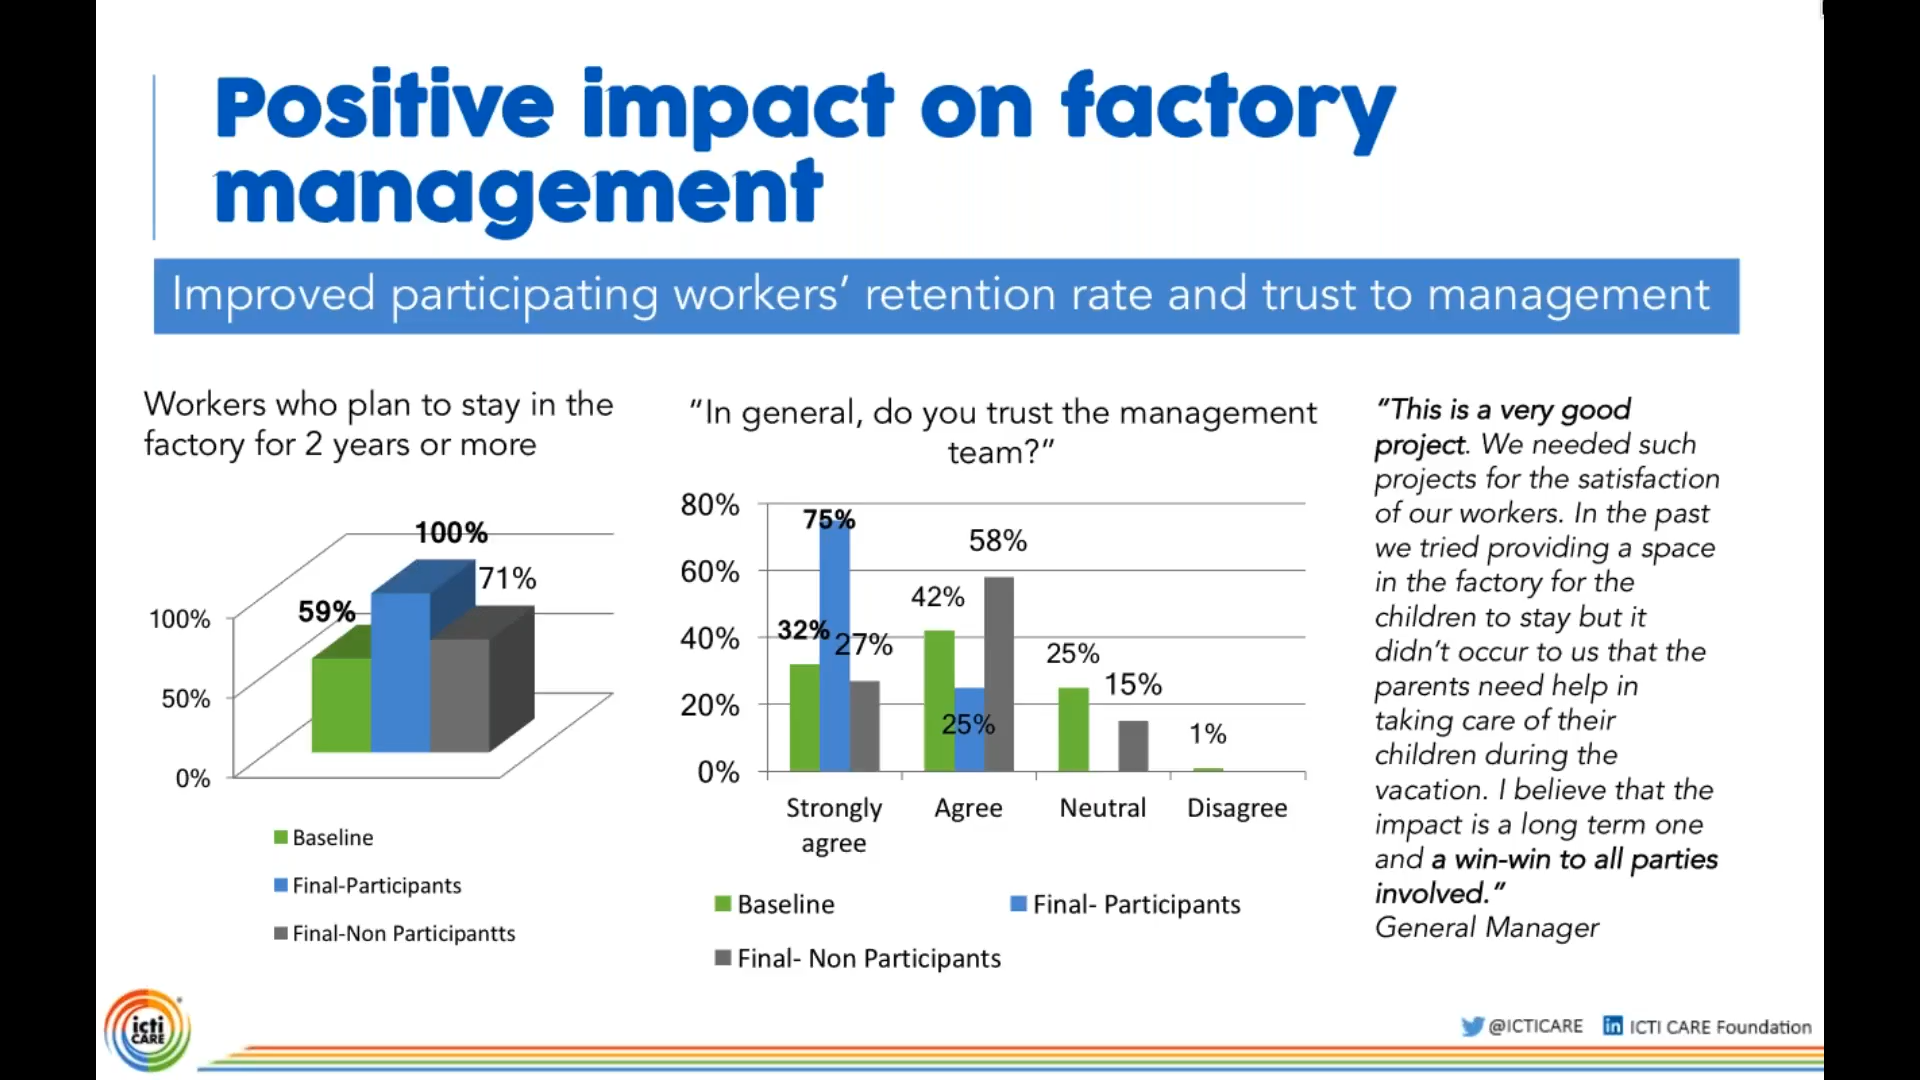 Positive impact on factory
management
Improved participating workers’ retention rate and trust to management
Workers who plan to stay in the
factory for 2 years or more
100%
59%
71%
100%
50%
0%
Baseline
Final-Participants
Final-Non Participantts
“In general, do you trust the management
team?”
80%
60%
40%
20%
0%
75%
58%
42%
32%
27%
25%
25%
15%
1%
Strongly
agree
Agree
Neutral
Disagree
Baseline
Final- Participants
Final- Non Participants
“This is a very good
project. We needed such
projects for the satisfaction
of our workers. In the past
we tried providing a space
in the factory for the
children to stay but it
didn’t occur to us that the
parents need help in
taking care of their
children during the
vacation. I believe that the
impact is a long term one
and a win-win to all parties
involved.”
General Manager
icti
CARE
@ICTICARE
in ICTI CARE Foundation